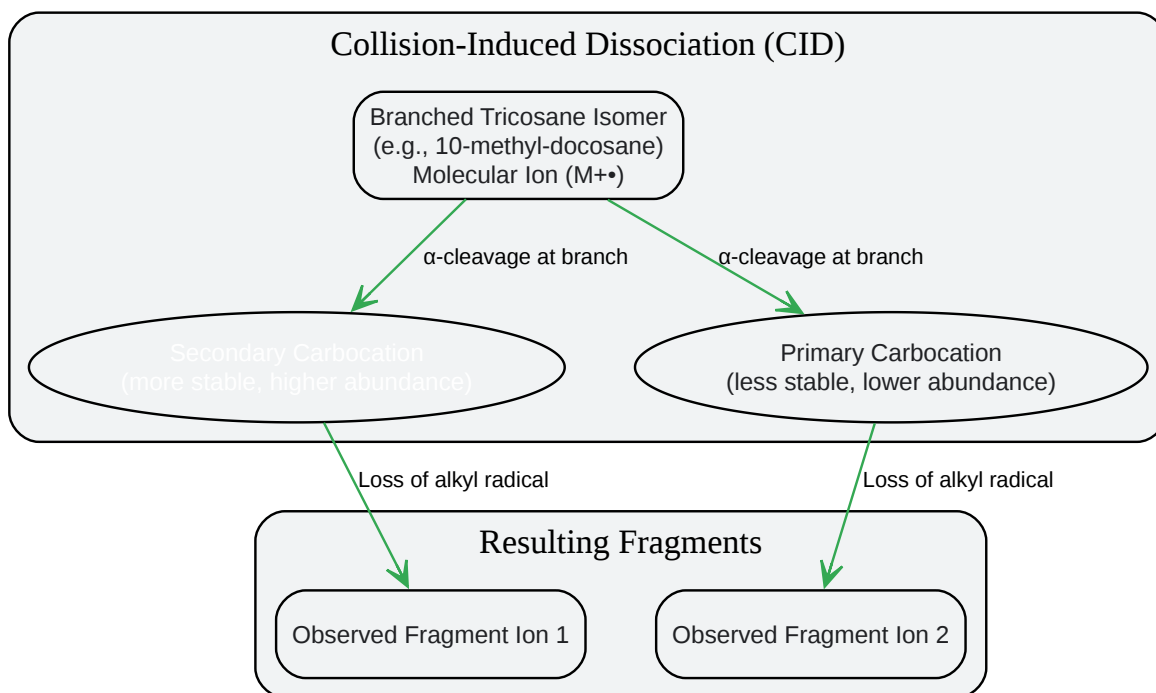 Collision-Induced Dissociation (CID)
Branched Tricosane Isomer
(e.g., 10-methyl-docosane)
Molecular Ion (M+•)
α-cleavage at branch
α-cleavage at branch
Secondary Carbocation
(more stable, higher abundance)
Primary Carbocation
(less stable, lower abundance)
Loss of alkyl radical
Loss of alkyl radical
Resulting Fragments
Observed Fragment Ion 1
Observed Fragment Ion 2